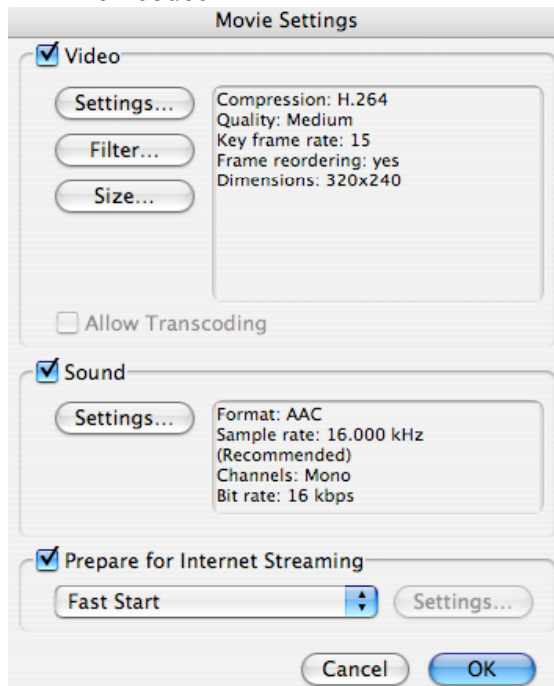 Movie Settings
Video
Settings...
Filter...
Size...
Compression: H.264
Quality: Medium
Key frame rate: 15
Frame reordering: yes
Dimensions: 320x240
Allow Transcoding
Sound
Settings...
Format: AAC
Sample rate: 16.000 kHz
(Recommended)
Channels: Mono
Bit rate: 16 kbps
Prepare for Internet Streaming
Fast Start
Settings...
Cancel
OK